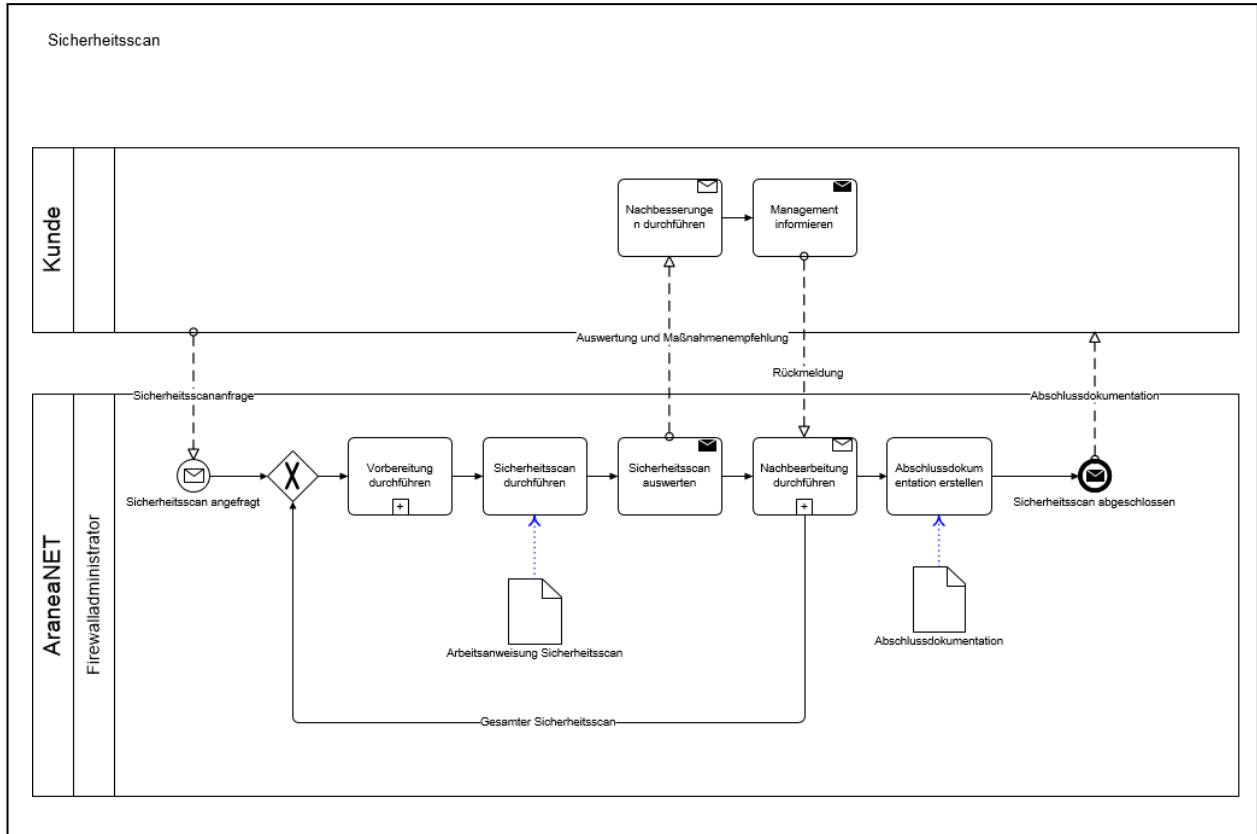 Sicherheitsscan
Kunde
Nachbesserunge
n durchführen
Management
informieren
Auswertung und Maßnahmenempfehlung
Rückmeldung
Sicherheitsscananfrage
Abschlussdokumentation
AraneaNET
Firewalladministrator
Sicherheitsscan angefragt
X
Vorbereitung
durchführen
+
Sicherheitsscan
durchführen
Sicherheitsscan
auswerten
Nachbearbeitung
durchführen
+
Abschlussdokum
entation erstellen
Sicherheitsscan abgeschlossen
Arbeitsanweisung Sicherheitsscan
Abschlussdokumentation
Gesamter Sicherheitsscan